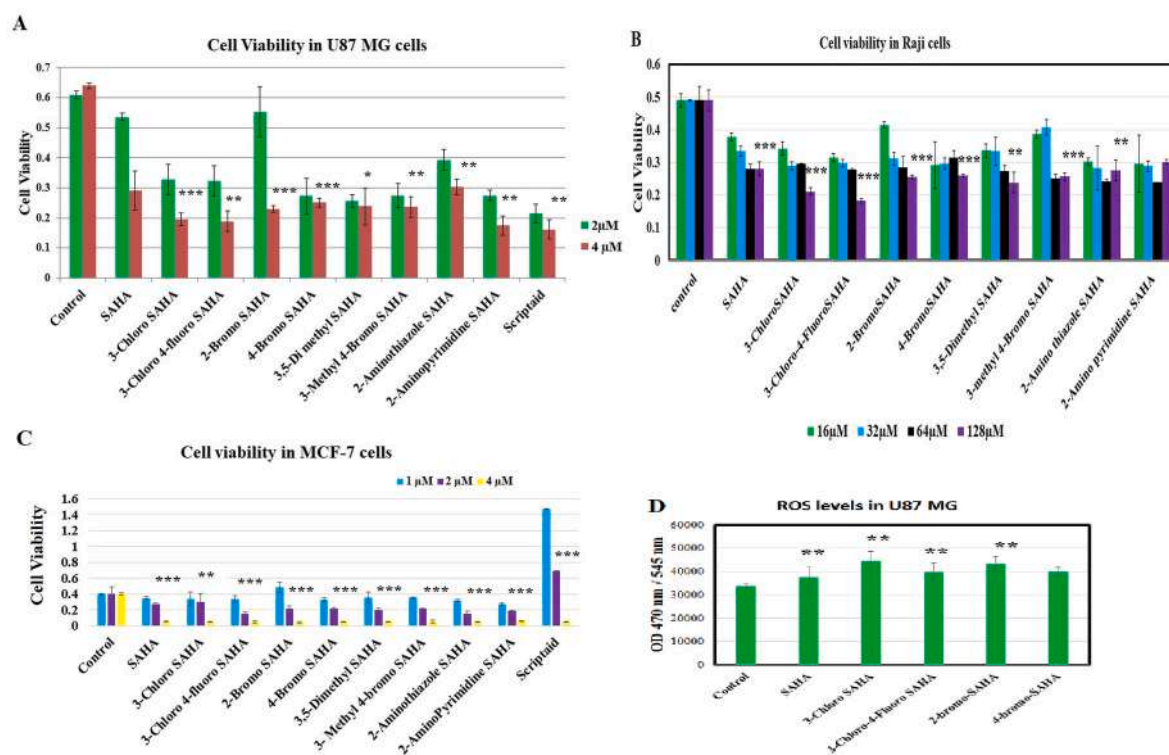 A
Cell Viability in U87 MG cells
Cell Viability
0.7
0.6
0.5
0.4
0.3
0.2
0.1
0
*** ** *** *** * ** ** ** **
2µM
4 µM
Control
SAHA
3-Chloro SAHA
3-Chloro 4-fluoro SAHA
2-Bromo SAHA
4-Bromo SAHA
3,5-Di methyl SAHA
3-Methyl 4-Bromo SAHA
2-Aminothiazole SAHA
2-Aminopyrimidine SAHA
Scriptaid
B
Cell viability in Raji cells
Cell Viability
0.6
0.5
0.4
0.3
0.2
0.1
0
*** *** *** *** *** ** *** **
control
SAHA
3-ChloroSAHA
3-Chloro-4-FluoroSAHA
2-BromoSAHA
4-BromoSAHA
3,5-Dimethyl SAHA
3-methyl 4-Bromo SAHA
2-Amino thiazole SAHA
2-Amino pyrimidine SAHA
16µM 32µM 64µM 128µM
C
Cell viability in MCF-7 cells
1 µM 2 µM 4 µM
Cell Viability
1.6
1.4
1.2
1
0.8
0.6
0.4
0.2
0
*** ** *** *** *** *** *** *** *** ***
Control
SAHA
3-Chloro SAHA
3-Chloro 4-fluoro SAHA
2-Bromo SAHA
4-Bromo SAHA
3,5-Dimethyl SAHA
3- Methyl 4-bromo SAHA
2-Aminothiazole SAHA
2-AminoPyrimidine SAHA
Scriptaid
D
ROS levels in U87 MG
OD 470 nm / 545 nm
60000
50000
40000
30000
20000
10000
0
** ** ** **
Control
SAHA
3-Chloro SAHA
3-Chloro-4-Fluoro SAHA
2-bromo-SAHA
4-bromo-SAHA